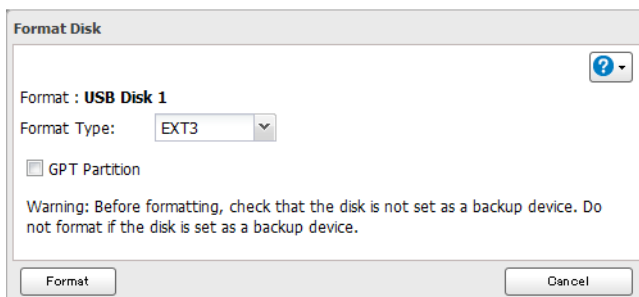 Format Disk
?
Format : USB Disk 1
Format Type: EXT3
GPT Partition
Warning: Before formatting, check that the disk is not set as a backup device. Do
not format if the disk is set as a backup device.
Format Cancel